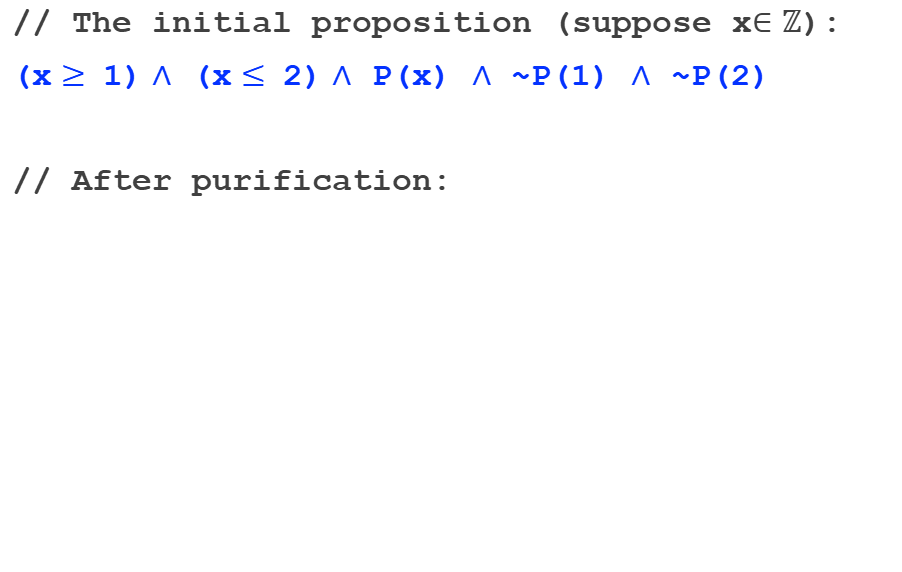 // The initial proposition (suppose x∈ ℤ):
(x ≥ 1) ∧ (x ≤ 2) ∧ P(x) ∧ ~P(1) ∧ ~P(2)
// After purification: